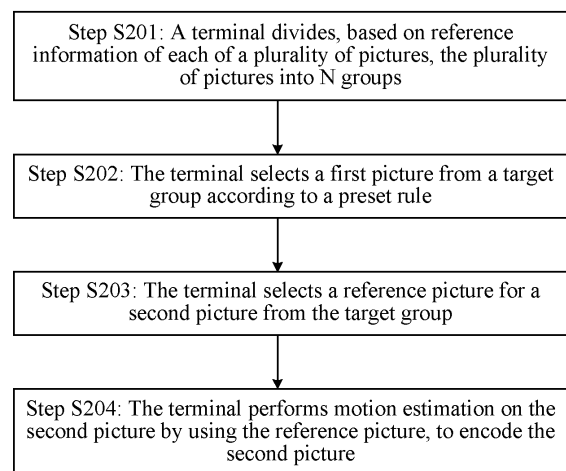 Step S201: A terminal divides, based on reference
information of each of a plurality of pictures, the plurality
of pictures into N groups
Step S202: The terminal selects a first picture from a target
group according to a preset rule
Step S203: The terminal selects a reference picture for a
second picture from the target group
Step S204: The terminal performs motion estimation on the
second picture by using the reference picture, to encode the
second picture